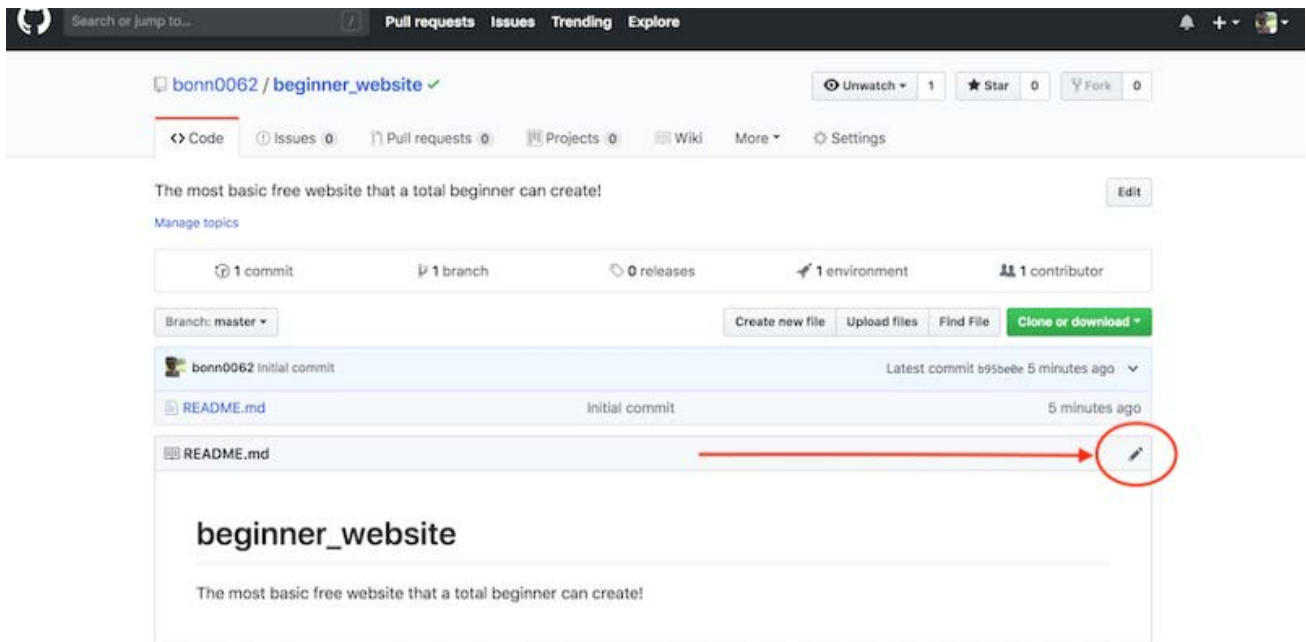 Search or jump to... / Pull requests Issues Trending Explore
bonn0062 / beginner_website Unwatch 1 Star 0 Fork 0
<> Code Issues 0 Pull requests 0 Projects 0 Wiki More Settings
The most basic free website that a total beginner can create! Edit
Manage topics
1 commit 1 branch 0 releases 1 environment 1 contributor
Branch: master Create new file Upload files Find File Clone or download
bonn0062 Initial commit Latest commit b95be0e 5 minutes ago
README.md Initial commit 5 minutes ago
README.md
beginner_website
The most basic free website that a total beginner can create!